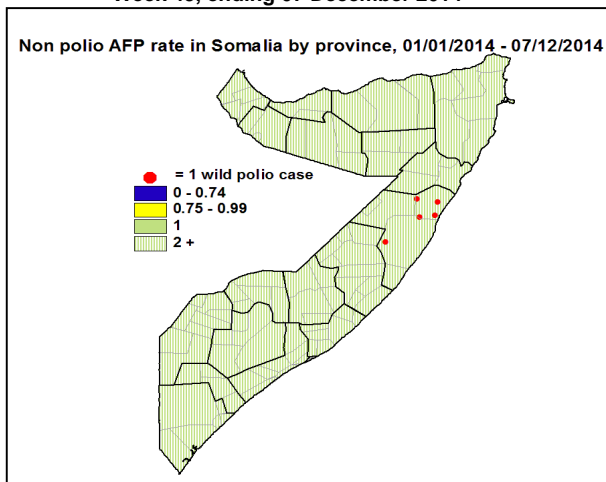 Non polio AFP rate in Somalia by province, 01/01/2014 - 07/12/2014
= 1 wild polio case
0 - 0.74
0.75 - 0.99
1
2 +